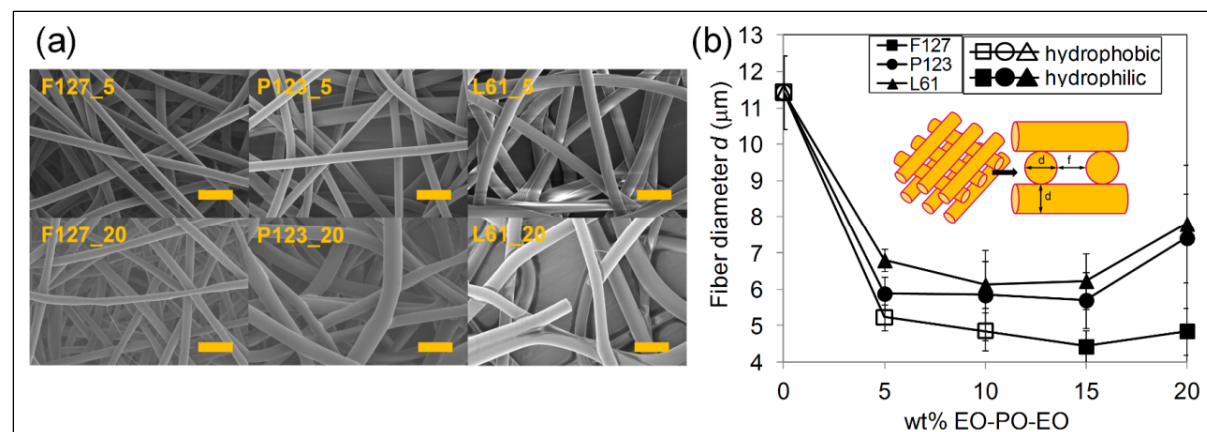 (a)
F127_5
P123_5
L61_5
F127_20
P123_20
L61_20
(b)
13
12
11
10
9
8
7
6
5
4
Fiber diameter d (μm)
F127
P123
L61
hydrophobic
hydrophilic
d
f
d
0
5
10
15
20
wt% EO-PO-EO